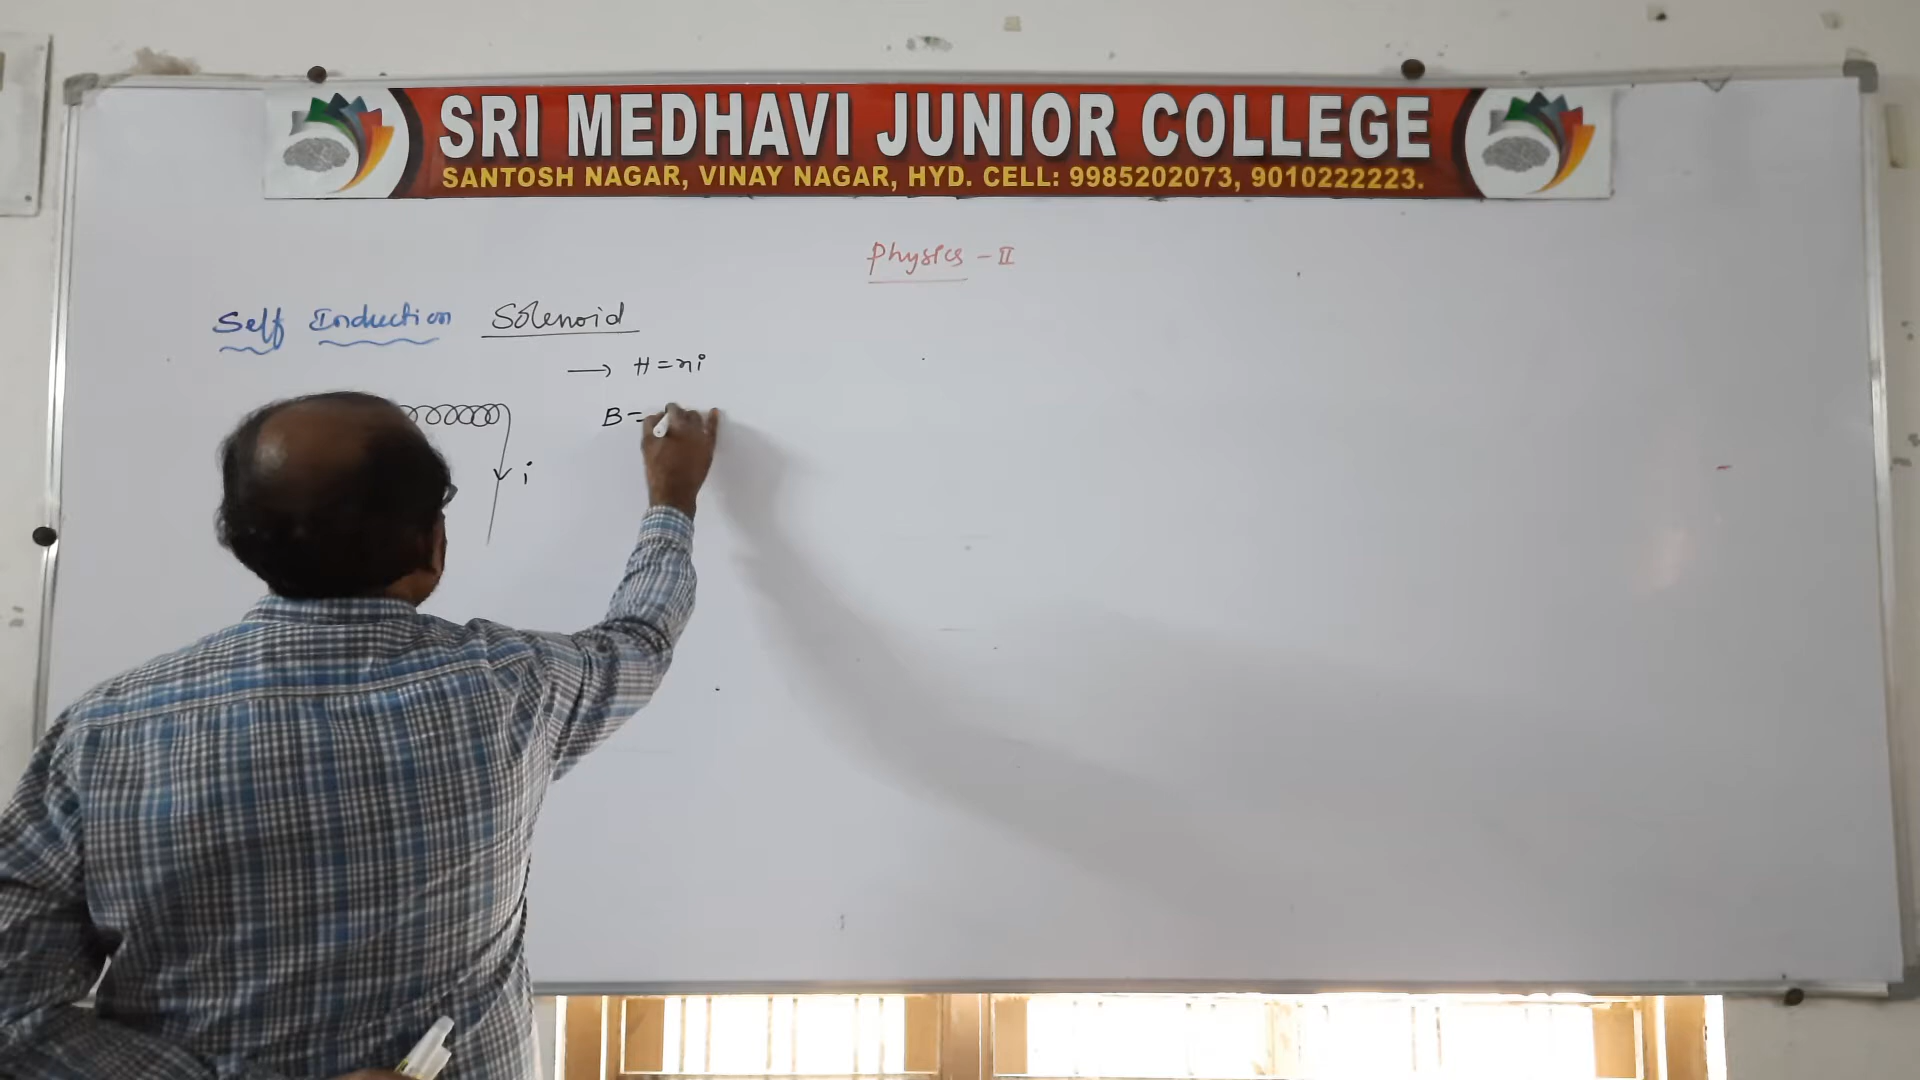 SRI MEDHAVI JUNIOR COLLEGE
SANTOSH NAGAR, VINAY NAGAR, HYD. CELL: 9985202073, 9010222223.
Physics - II
Self Induction Solenoid
→ H = ni
B =
i